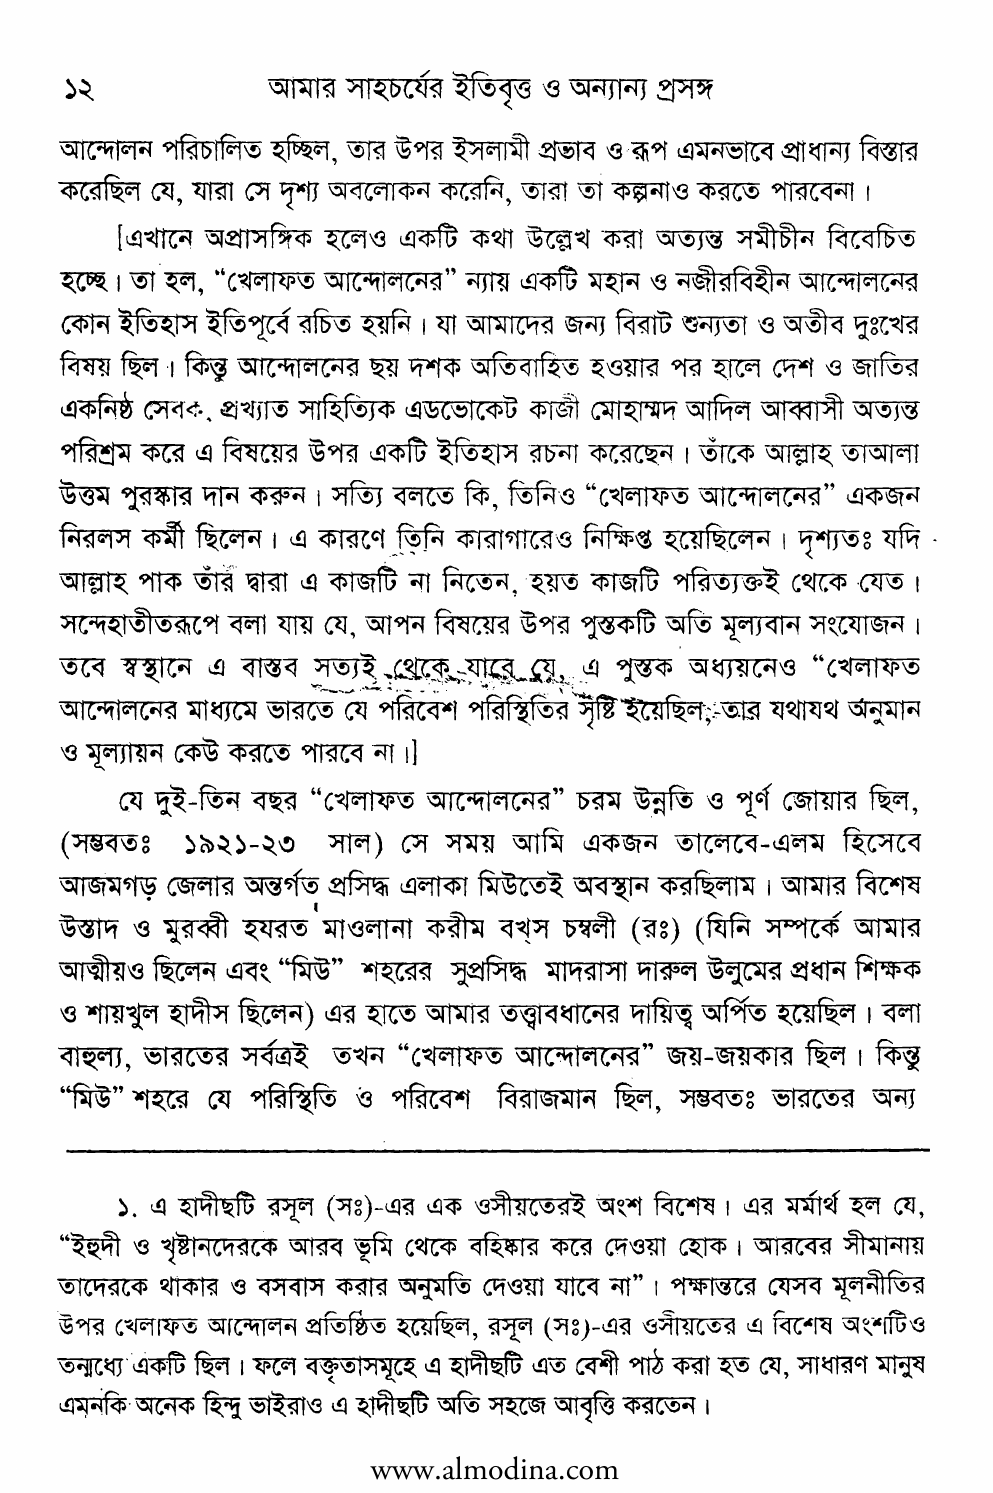 ১২ আমার সাহচর্যের ইতিবৃত্ত ও অন্যান্য প্রসঙ্গ
আন্দোলন পরিচালিত হচ্ছিল, তার উপর ইসলামী প্রভাব ও রূপ এমনভাবে প্রাধান্য বিস্তার
করেছিল যে, যারা সে দৃশ্য অবলোকন করেনি, তারা তা কল্পনাও করতে পারবেনা ।
[এখানে অপ্রাসঙ্গিক হলেও একটি কথা উল্লেখ করা অত্যন্ত সমীচীন বিবেচিত
হচ্ছে । তা হল, “খেলাফত আন্দোলনের” ন্যায় একটি মহান ও নজীরবিহীন আন্দোলনের
কোন ইতিহাস ইতিপূর্বে রচিত হয়নি । যা আমাদের জন্য বিরাট শুন্যতা ও অতীব দুঃখের
বিষয় ছিল । কিন্তু আন্দোলনের ছয় দশক অতিবাহিত হওয়ার পর হালে দেশ ও জাতির
একনিষ্ঠ সেবক, প্রখ্যাত সাহিত্যিক এডভোকেট কাজী মোহাম্মদ আদিল আব্বাসী অত্যন্ত
পরিশ্রম করে এ বিষয়ের উপর একটি ইতিহাস রচনা করেছেন । তাঁকে আল্লাহ তাআলা
উত্তম পুরস্কার দান করুন । সত্যি বলতে কি, তিনিও “খেলাফত আন্দোলনের” একজন
নিরলস কর্মী ছিলেন । এ কারণে তিনি কারাগারেও নিক্ষিপ্ত হয়েছিলেন । দৃশ্যতঃ যদি
আল্লাহ পাক তাঁর দ্বারা এ কাজটি না নিতেন, হয়ত কাজটি পরিত্যক্তই থেকে যেত ।
সন্দেহাতীতরূপে বলা যায় যে, আপন বিষয়ের উপর পুস্তকটি অতি মূল্যবান সংযোজন ।
তবে স্বস্থানে এ বাস্তব সত্যই থেকে যাবে যে, এ পুস্তক অধ্যয়নেও “খেলাফত
আন্দোলনের মাধ্যমে ভারতে যে পরিবেশ পরিস্থিতির সৃষ্টি হয়েছিল, তার যথাযথ অনুমান
ও মূল্যায়ন কেউ করতে পারবে না ।]
যে দুই-তিন বছর “খেলাফত আন্দোলনের” চরম উন্নতি ও পূর্ণ জোয়ার ছিল,
(সম্ভবতঃ ১৯২১-২৩ সাল) সে সময় আমি একজন তালেবে-এলম হিসেবে
আজমগড় জেলার অন্তর্গত প্রসিদ্ধ এলাকা মিউতেই অবস্থান করছিলাম । আমার বিশেষ
উস্তাদ ও মুরব্বী হযরত মাওলানা করীম বখ্স চম্বলী (রঃ) (যিনি সম্পর্কে আমার
আত্মীয়ও ছিলেন এবং “মিউ” শহরের সুপ্রসিদ্ধ মাদরাসা দারুল উলুমের প্রধান শিক্ষক
ও শায়খুল হাদীস ছিলেন) এর হাতে আমার তত্ত্বাবধানের দায়িত্ব অর্পিত হয়েছিল । বলা
বাহুল্য, ভারতের সর্বত্রই তখন “খেলাফত আন্দোলনের” জয়-জয়কার ছিল । কিন্তু
“মিউ” শহরে যে পরিস্থিতি ও পরিবেশ বিরাজমান ছিল, সম্ভবতঃ ভারতের অন্য
১. এ হাদীছটি রসূল (সঃ)-এর এক ওসীয়তেরই অংশ বিশেষ । এর মর্মার্থ হল যে,
“ইহুদী ও খৃষ্টানদেরকে আরব ভূমি থেকে বহিষ্কার করে দেওয়া হোক । আরবের সীমানায়
তাদেরকে থাকার ও বসবাস করার অনুমতি দেওয়া যাবে না” । পক্ষান্তরে যেসব মূলনীতির
উপর খেলাফত আন্দোলন প্রতিষ্ঠিত হয়েছিল, রসূল (সঃ)-এর ওসীয়তের এ বিশেষ অংশটিও
তন্মধ্যে একটি ছিল । ফলে বক্তৃতাসমূহে এ হাদীছটি এত বেশী পাঠ করা হত যে, সাধারণ মানুষ
এমনকি অনেক হিন্দু ভাইরাও এ হাদীছটি অতি সহজে আবৃত্তি করতেন ।
www.almodina.com